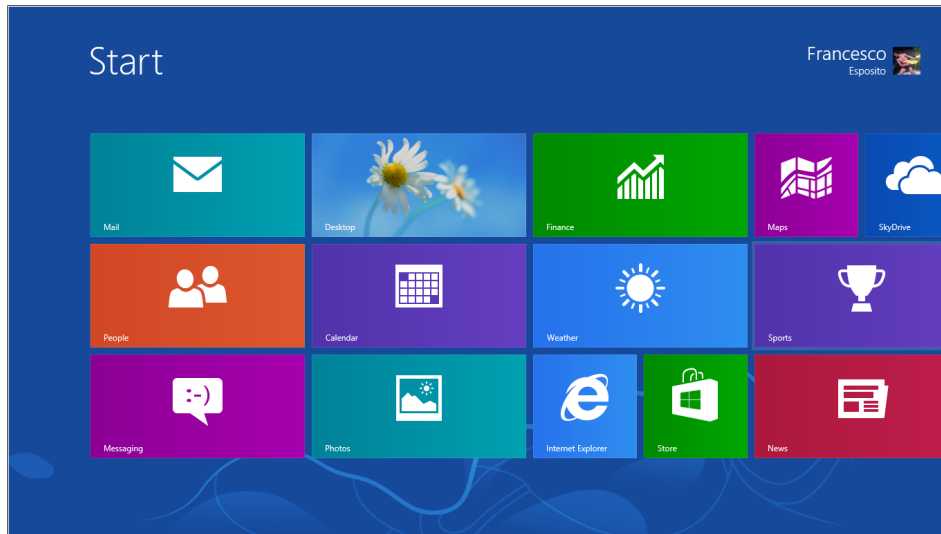 Start
Francesco
Esposito
Mail
Desktop
Finance
Maps
SkyDrive
People
Calendar
Weather
Sports
Messaging
:-)
Photos
Internet Explorer
Store
News